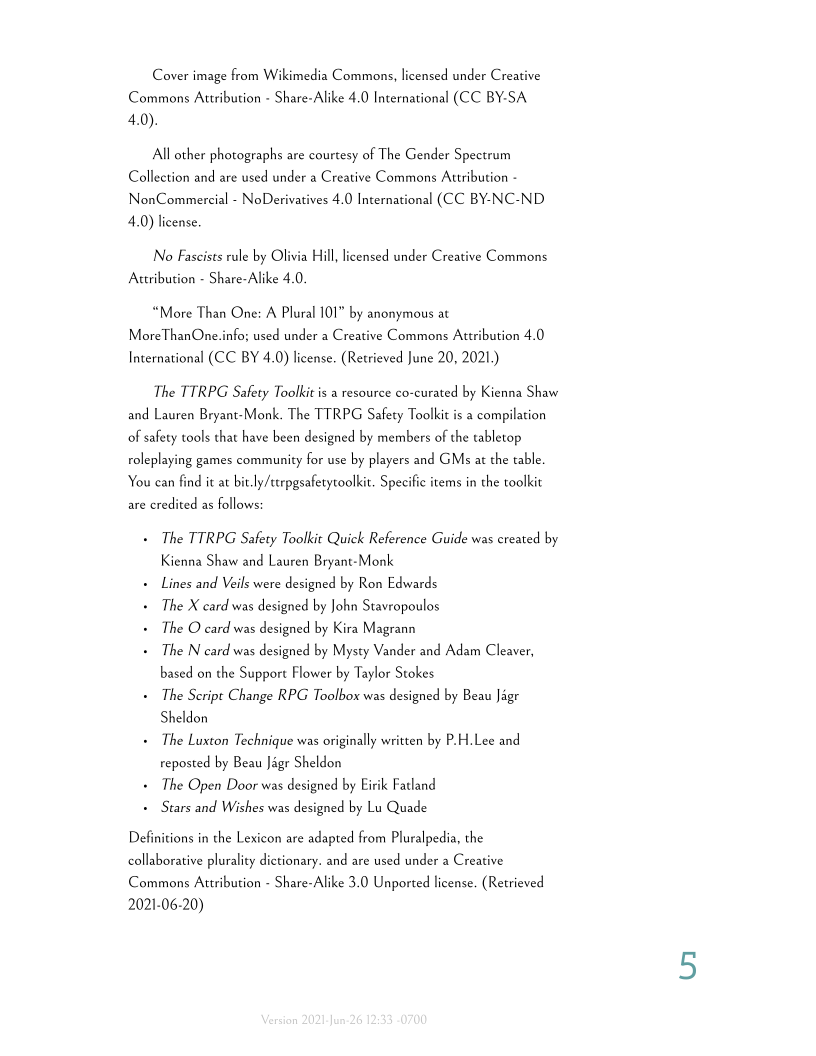 Cover image from Wikimedia Commons, licensed under Creative
Commons Attribution - Share-Alike 4.0 International (CC BY-SA
4.0).
All other photographs are courtesy of The Gender Spectrum
Collection and are used under a Creative Commons Attribution -
NonCommercial - NoDerivatives 4.0 International (CC BY-NC-ND
4.0) license.
No Fascists rule by Olivia Hill, licensed under Creative Commons
Attribution - Share-Alike 4.0.
“More Than One: A Plural 101” by anonymous at
MoreThanOne.info; used under a Creative Commons Attribution 4.0
International (CC BY 4.0) license. (Retrieved June 20, 2021.)
The TTRPG Safety Toolkit is a resource co-curated by Kienna Shaw
and Lauren Bryant-Monk. The TTRPG Safety Toolkit is a compilation
of safety tools that have been designed by members of the tabletop
roleplaying games community for use by players and GMs at the table.
You can find it at bit.ly/ttrpgsafetytoolkit. Specific items in the toolkit
are credited as follows:
• The TTRPG Safety Toolkit Quick Reference Guide was created by
Kienna Shaw and Lauren Bryant-Monk
• Lines and Veils were designed by Ron Edwards
• The X card was designed by John Stavropoulos
• The O card was designed by Kira Magrann
• The N card was designed by Mysty Vander and Adam Cleaver,
based on the Support Flower by Taylor Stokes
• The Script Change RPG Toolbox was designed by Beau Jágr
Sheldon
• The Luxton Technique was originally written by P.H.Lee and
reposted by Beau Jágr Sheldon
• The Open Door was designed by Eirik Fatland
• Stars and Wishes was designed by Lu Quade
Definitions in the Lexicon are adapted from Pluralpedia, the
collaborative plurality dictionary. and are used under a Creative
Commons Attribution - Share-Alike 3.0 Unported license. (Retrieved
2021-06-20)
5
Version 2021-Jun-26 12:33 -0700